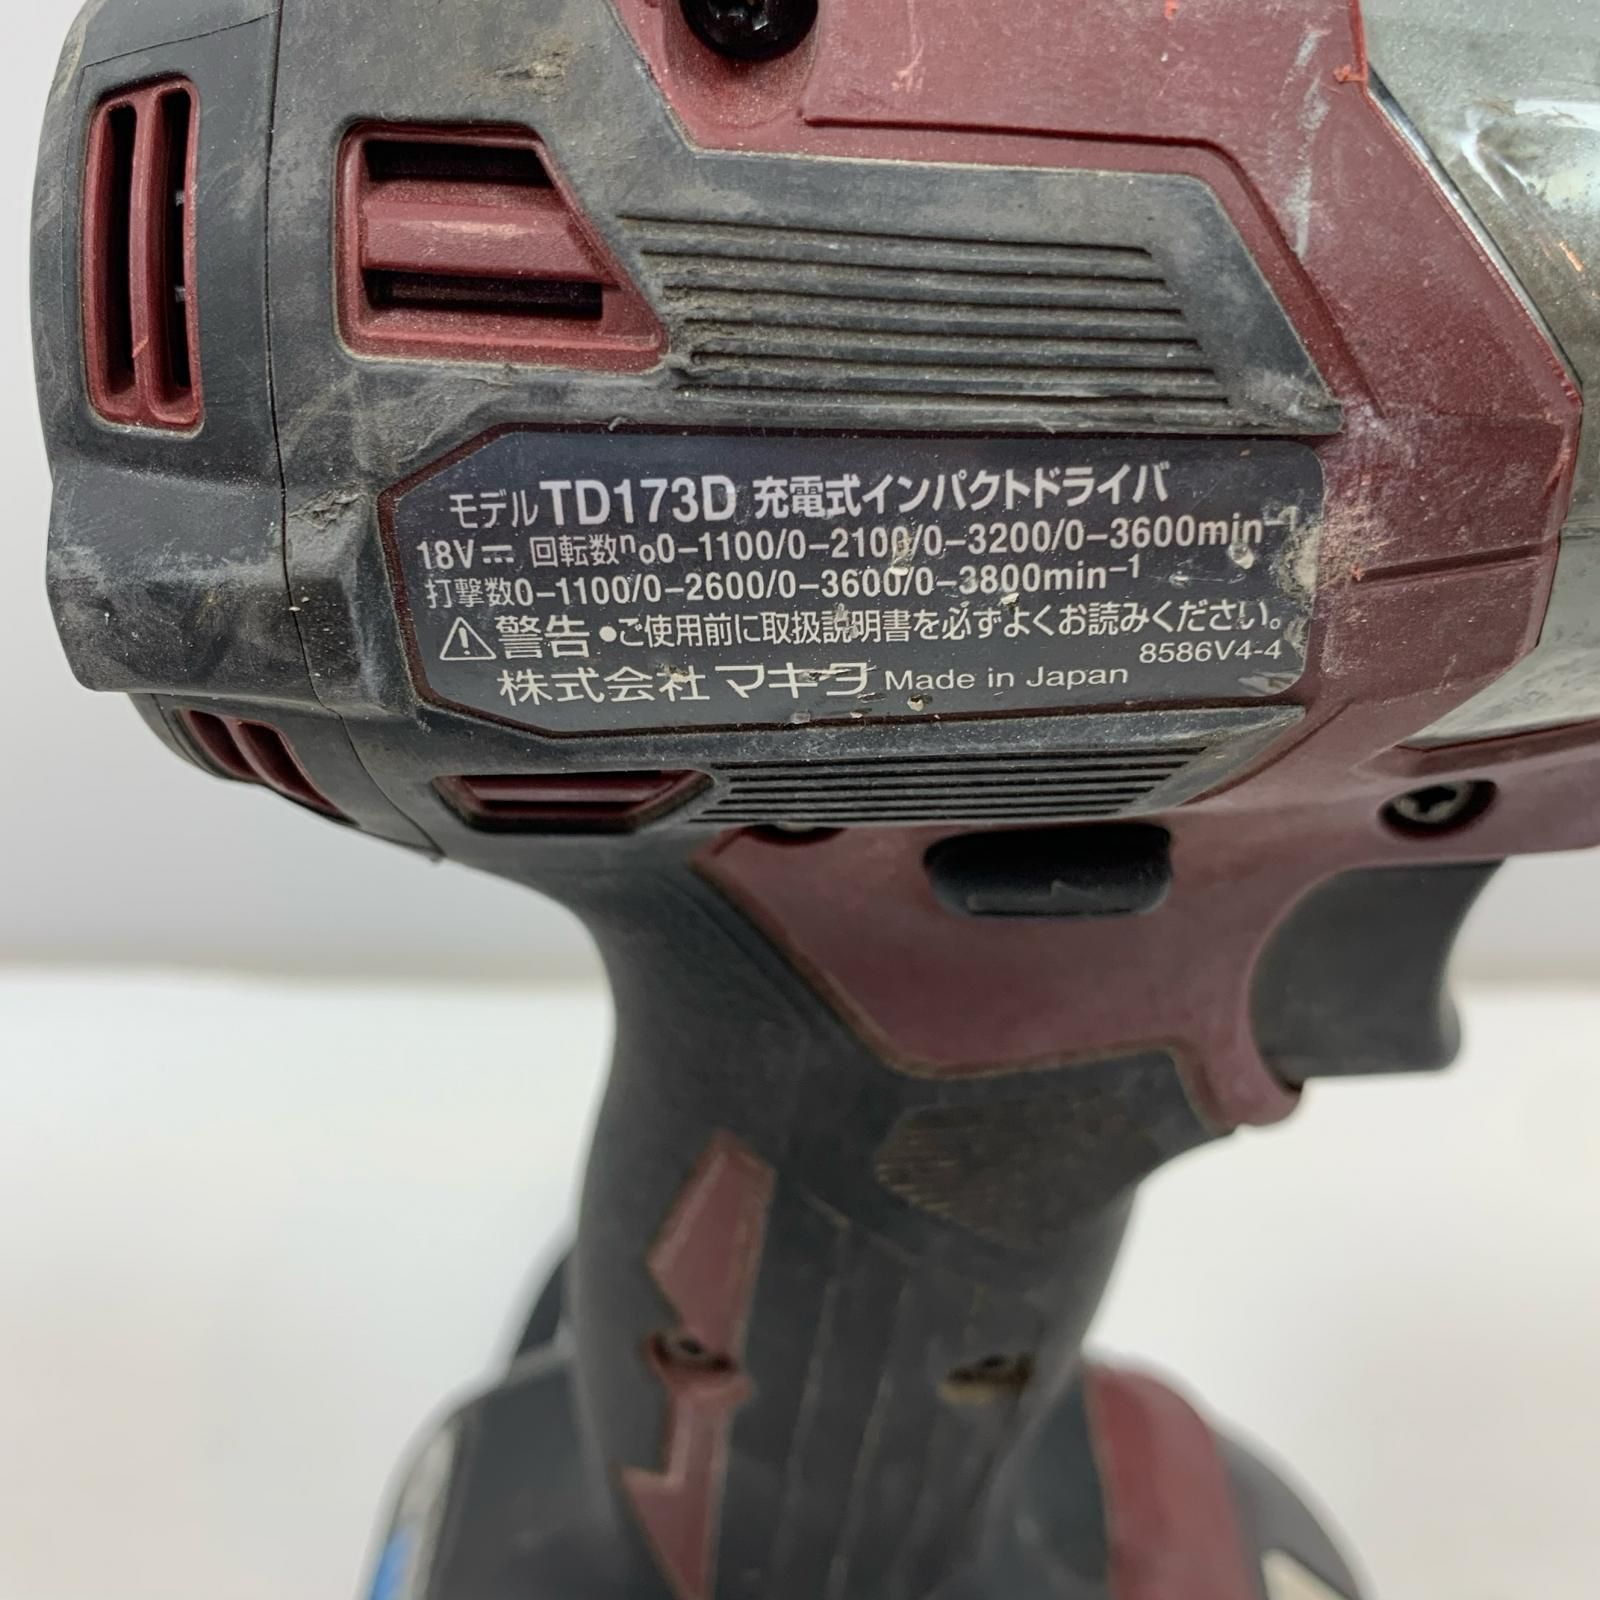 モデル TD173D 充電式インパクトドライバ
18V⎓ 回転数n₀0−1100/0−2100/0−3200/0−3600min⁻¹
打撃数0−1100/0−2600/0−3600/0−3800min⁻¹
⚠警告 ●ご使用前に取扱説明書を必ずよくお読みください。
8586V4-4
株式会社 マキタ Made in Japan